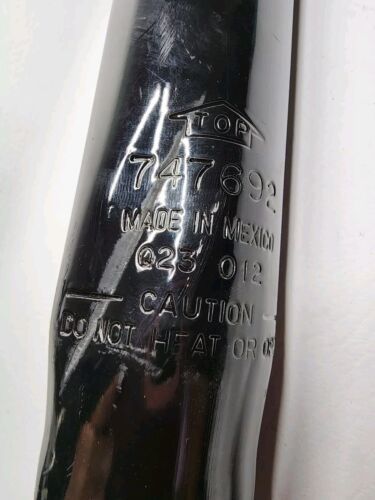 TOP
747692
MADE IN MEXICO
Q23 012
CAUTION
DO NOT HEAT OR